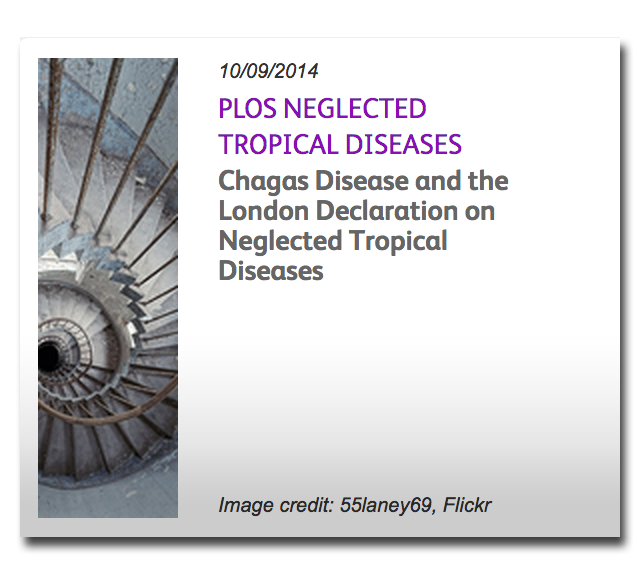 10/09/2014
PLOS NEGLECTED
TROPICAL DISEASES
Chagas Disease and the
London Declaration on
Neglected Tropical
Diseases
Image credit: 55laney69, Flickr